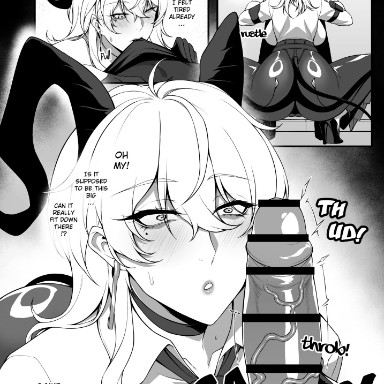 I FELT
TIRED
ALREADY
...
rustle
OH
MY!
IS IT
SUPPOSED
TO BE THIS
BIG
...
CAN IT
REALLY
FIT DOWN
THERE
!?
TH
UD!
throb!